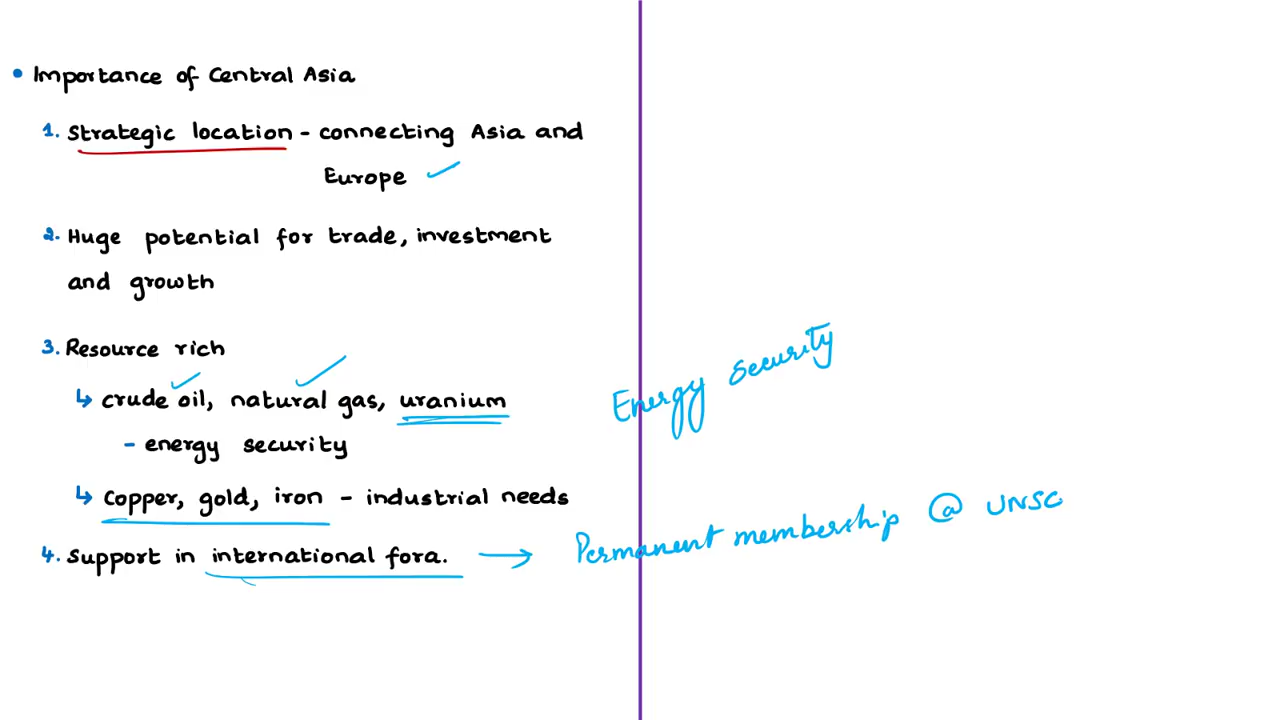 • Importance of Central Asia
1. Strategic location - connecting Asia and
Europe ✓
2. Huge potential for trade, investment
and growth
3. Resource rich
↳ crude oil, natural gas, uranium
- energy security
Energy security
↳ Copper, gold, iron - industrial needs
4. Support in international fora. → Permanent membership @ UNSC